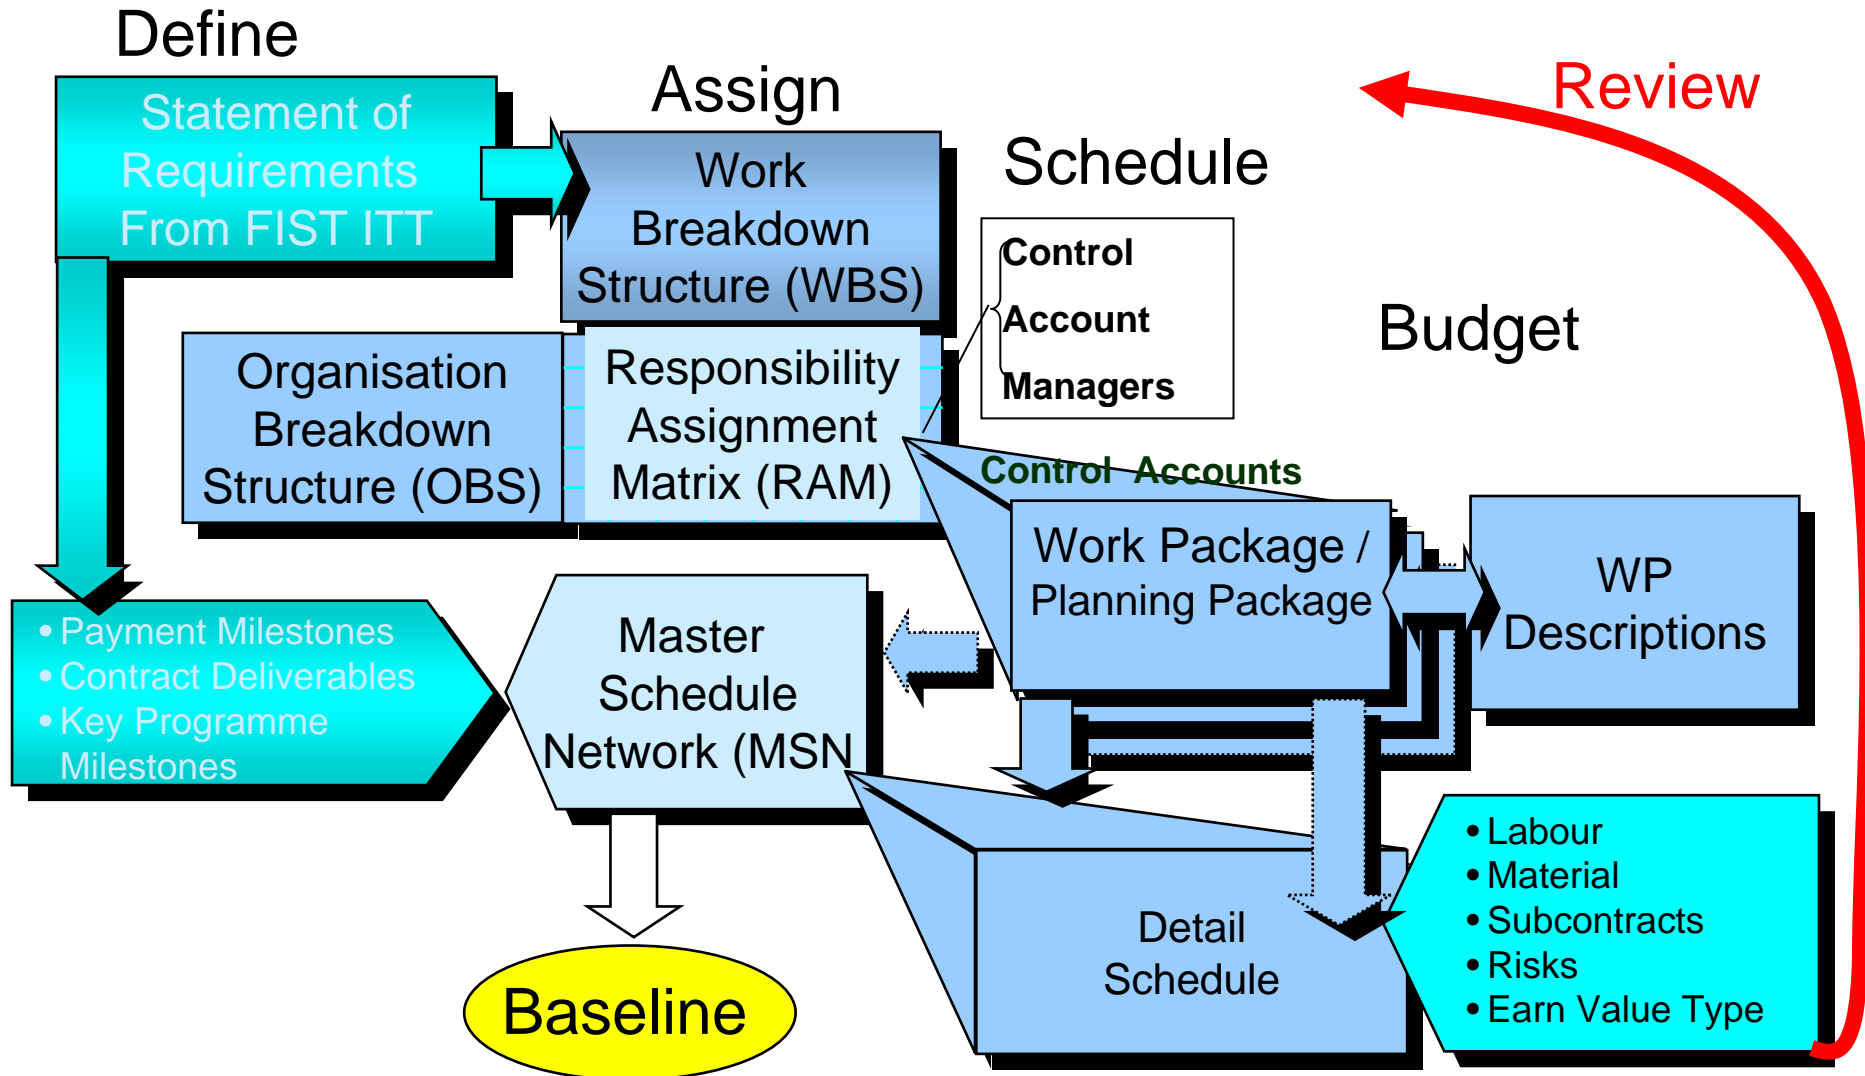 Define
Statement of
Requirements
From FIST ITT
Assign
Work
Breakdown
Structure (WBS)
Schedule
Control
Account
Managers
Review
Budget
Organisation
Breakdown
Structure (OBS)
Responsibility
Assignment
Matrix (RAM)
Control Accounts
Work Package /
Planning Package
WP
Descriptions
• Payment Milestones
• Contract Deliverables
• Key Programme
Milestones
Master
Schedule
Network (MSN
Baseline
Detail
Schedule
• Labour
• Material
• Subcontracts
• Risks
• Earn Value Type